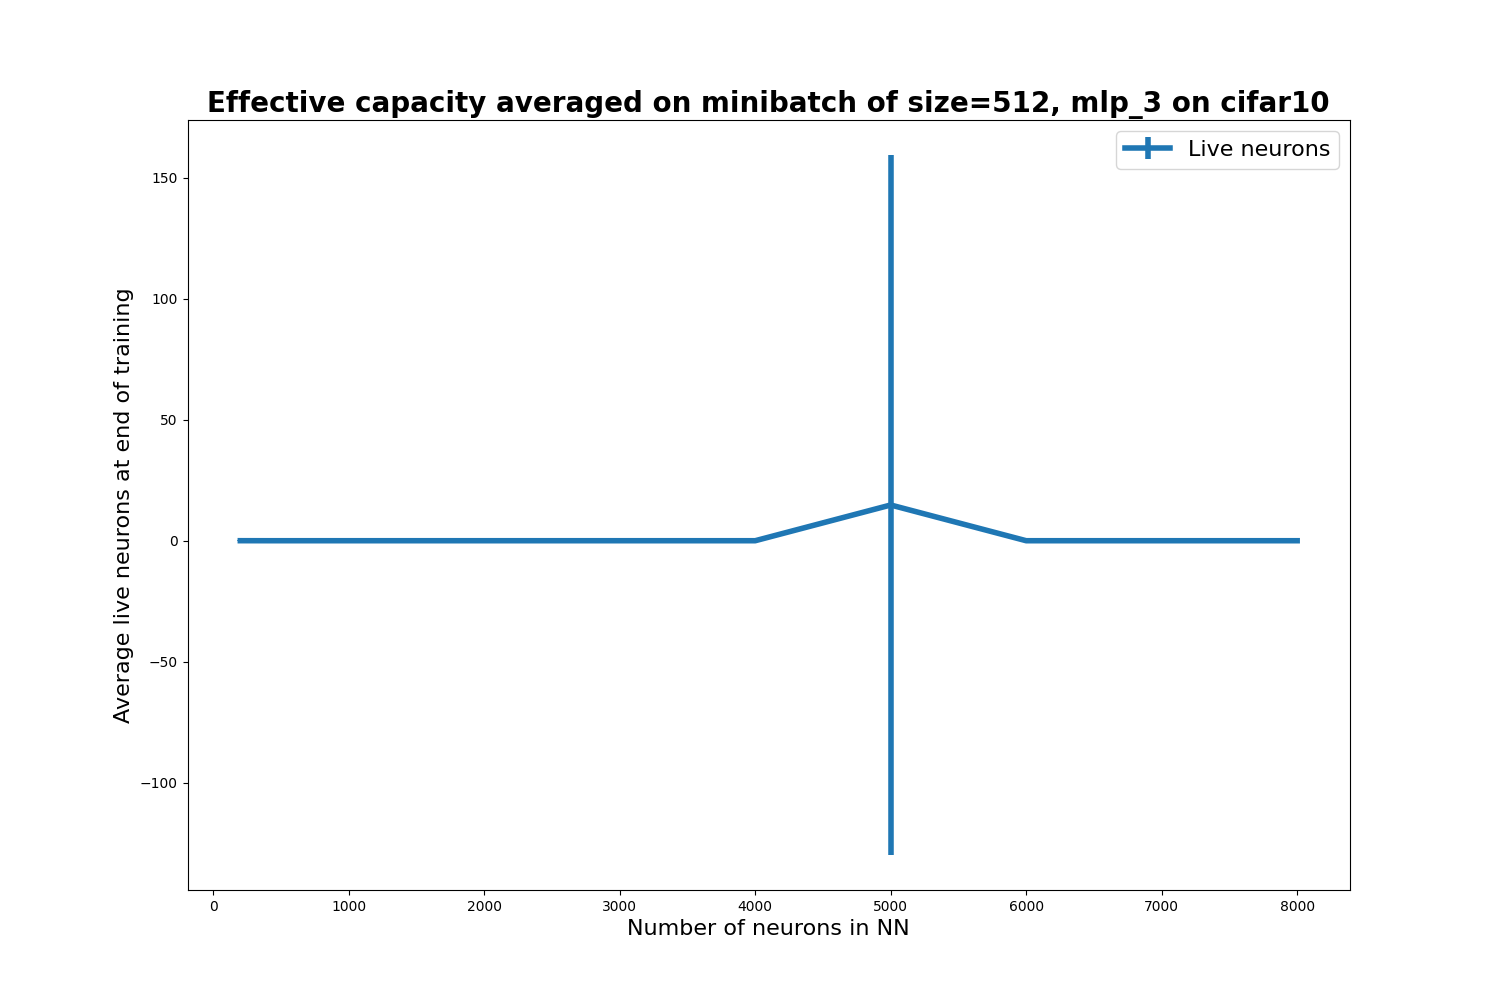 Effective capacity averaged on minibatch of size=512, mlp_3 on cifar10
Live neurons
Average live neurons at end of training
150
100
50
0
−50
−100
0 1000 2000 3000 4000 5000 6000 7000 8000
Number of neurons in NN